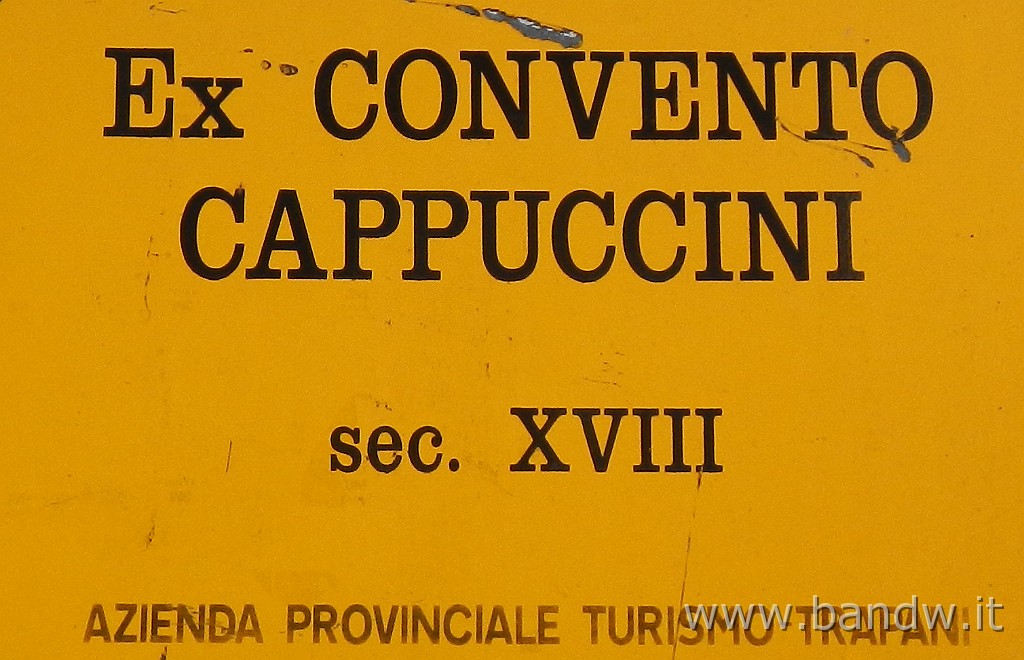 Ex CONVENTO
CAPPUCCINI
sec. XVIII
AZIENDA PROVINCIALE TURISMO TRAPANI
www.bandw.it